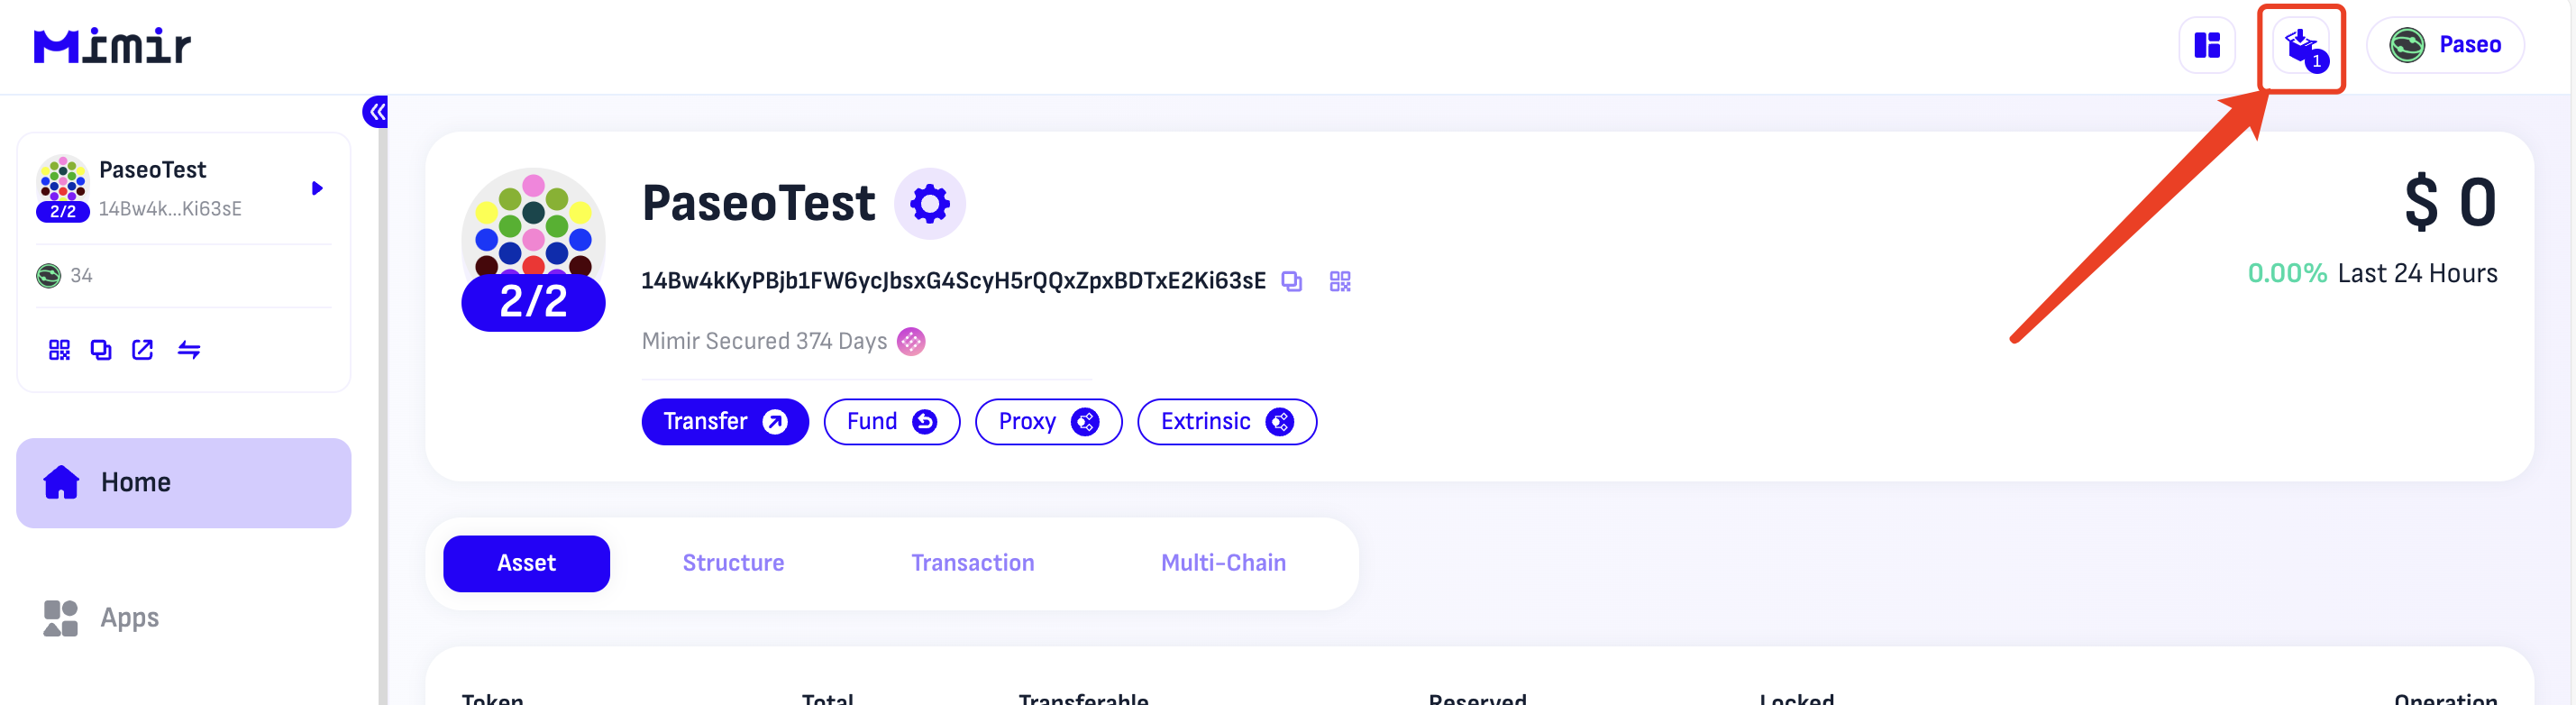 Mimir
1
Paseo
PaseoTest
2/2
14Bw4k...Ki63sE
34
Home
Apps
PaseoTest
2/2
14Bw4kKyPBjb1FW6ycJbsxG4ScyH5rQQxZpxBDTxE2Ki63sE
Mimir Secured 374 Days
Transfer
Fund
Proxy
Extrinsic
$ 0
0.00% Last 24 Hours
Asset
Structure
Transaction
Multi-Chain
Token
Total
Transferable
Reserved
Locked
Operation